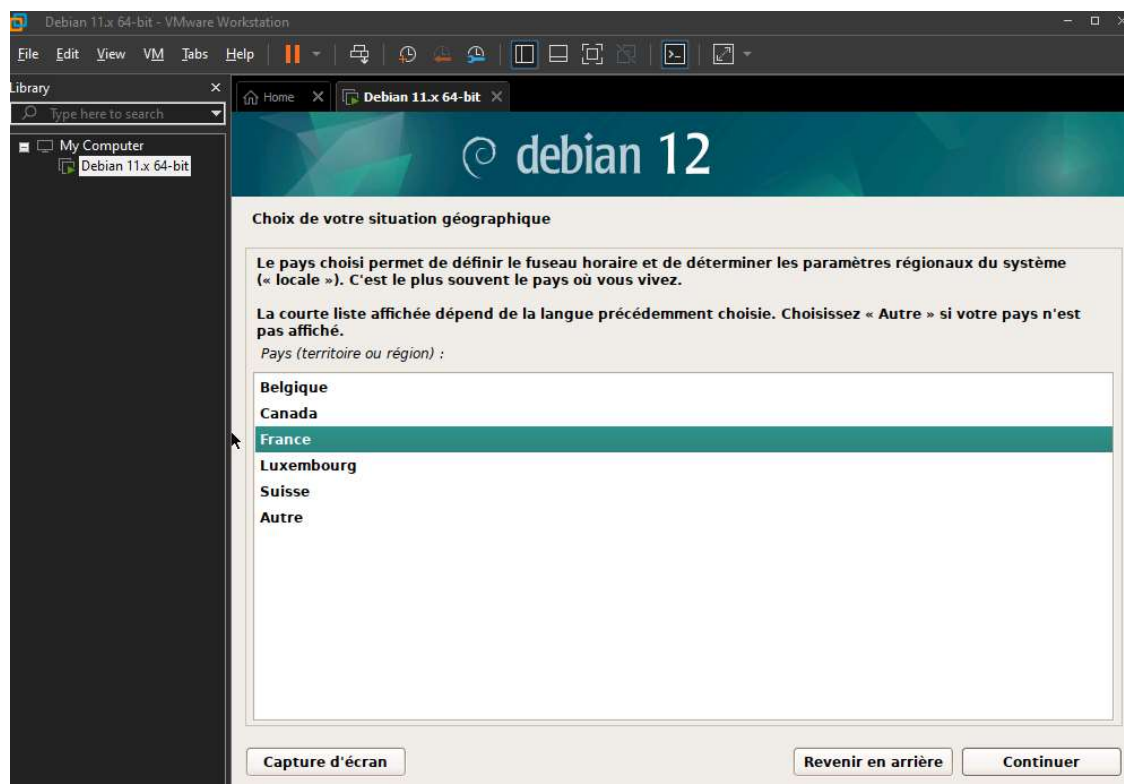 Debian 11.x 64-bit - VMware Workstation
File Edit View VM Tabs Help
Library
Type here to search
My Computer
Debian 11.x 64-bit
Home
Debian 11.x 64-bit
debian 12
Choix de votre situation géographique
Le pays choisi permet de définir le fuseau horaire et de déterminer les paramètres régionaux du système
(« locale »). C'est le plus souvent le pays où vous vivez.
La courte liste affichée dépend de la langue précédemment choisie. Choisissez « Autre » si votre pays n'est
pas affiché.
Pays (territoire ou région) :
Belgique
Canada
France
Luxembourg
Suisse
Autre
Capture d'écran
Revenir en arrière
Continuer